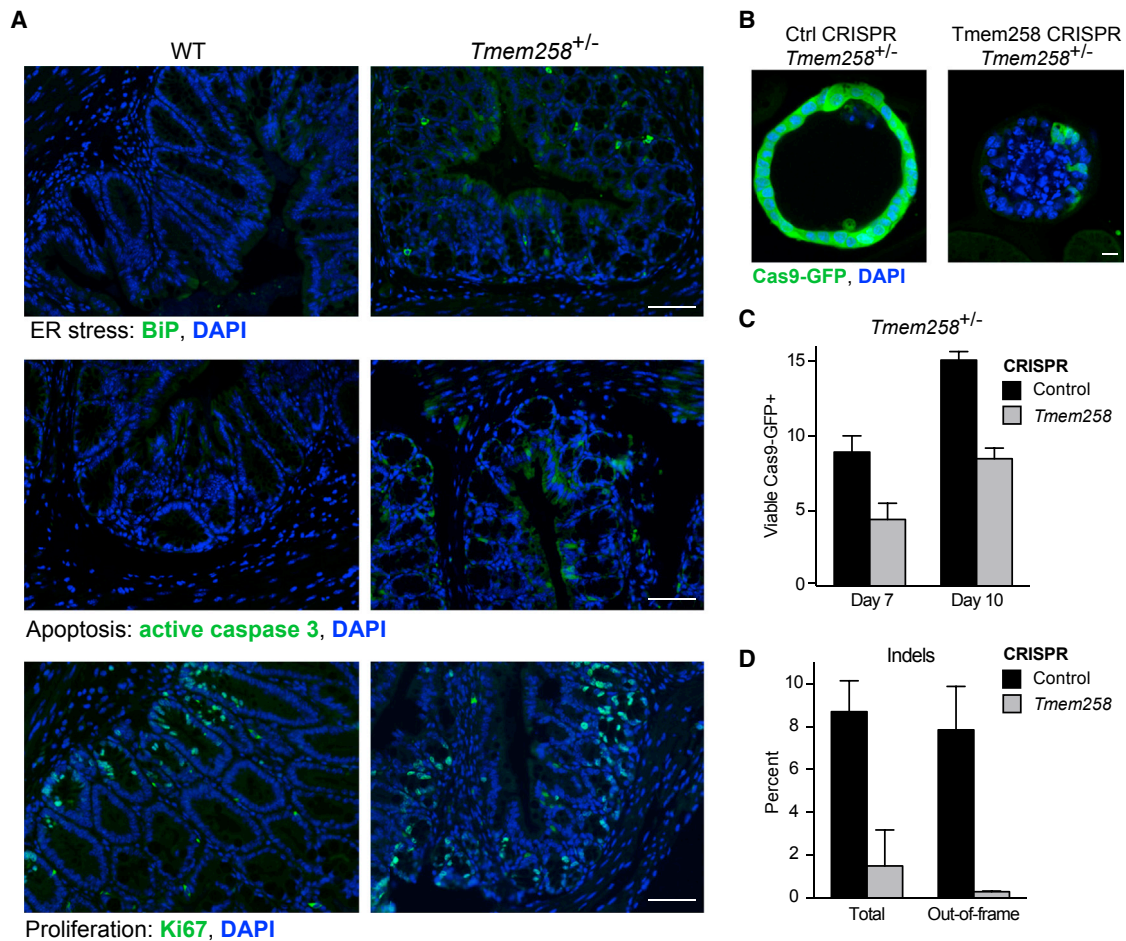 A
WT
Tmem258+/-
ER stress: BiP, DAPI
Apoptosis: active caspase 3, DAPI
Proliferation: Ki67, DAPI
B
Ctrl CRISPR
Tmem258+/-
Tmem258 CRISPR
Tmem258+/-
Cas9-GFP, DAPI
C
Tmem258+/-
Viable Cas9-GFP+
15
10
5
0
Day 7
Day 10
CRISPR
Control
Tmem258
D
Indels
Percent
10
8
6
4
2
0
Total
Out-of-frame
CRISPR
Control
Tmem258